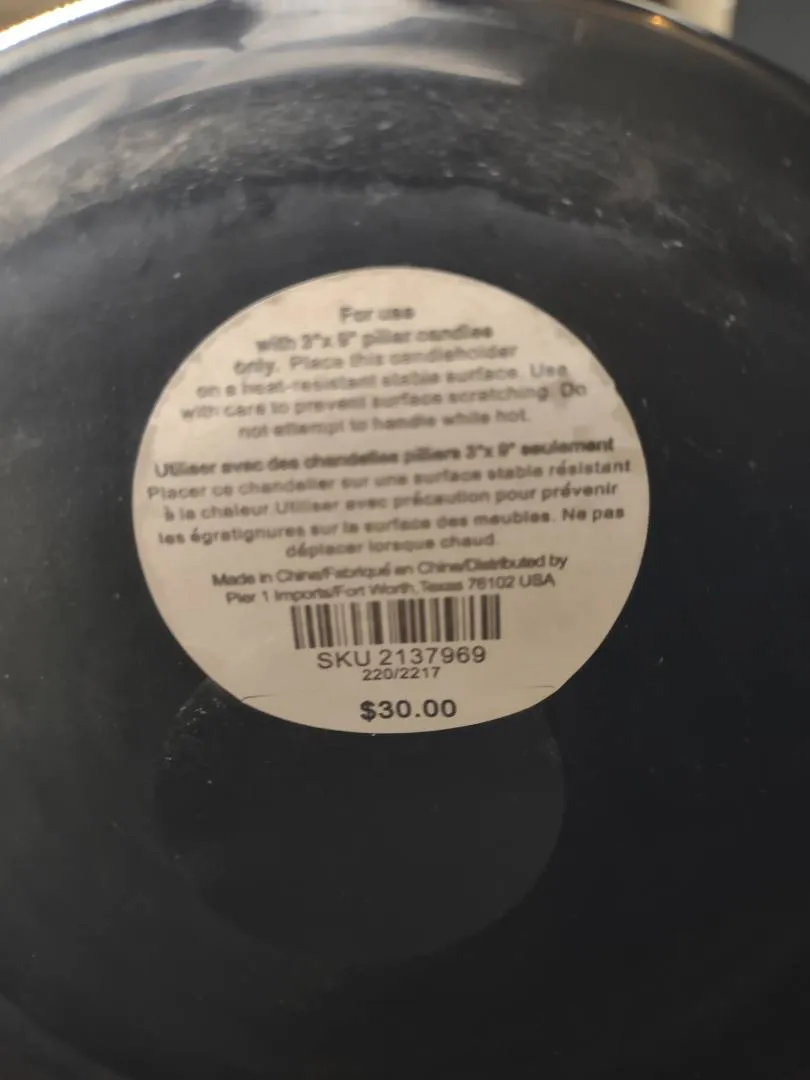 For use
with 3"x 9" pillar candles
only. Place this candleholder
on a heat-resistant stable surface. Use
with care to prevent surface scratching. Do
not attempt to handle while hot.
Utiliser avec des chandelles pilliers 3"x 9" seulement
Placer ce chandelier sur une surface stable résistant
à la chaleur.Utiliser avec précaution pour prévenir
les égratignures sur la surface des meubles. Ne pas
déplacer lorsque chaud.
Made in China/Fabriqué en Chine/Distributed by
Pier 1 Imports/Fort Worth, Texas 76102 USA
SKU 2137969
220/2217
$30.00